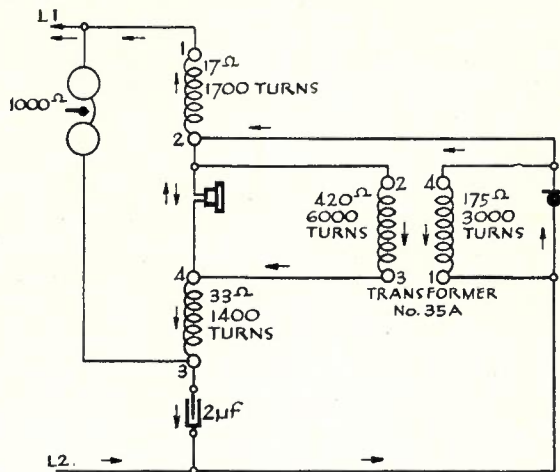 L1
1
17Ω
1700 TURNS
1000Ω
2
2
4
420Ω
6000
TURNS
175Ω
3000
TURNS
4
3
1
33Ω
1400
TURNS
TRANSFORMER
No. 35A
3
2μf
L2.